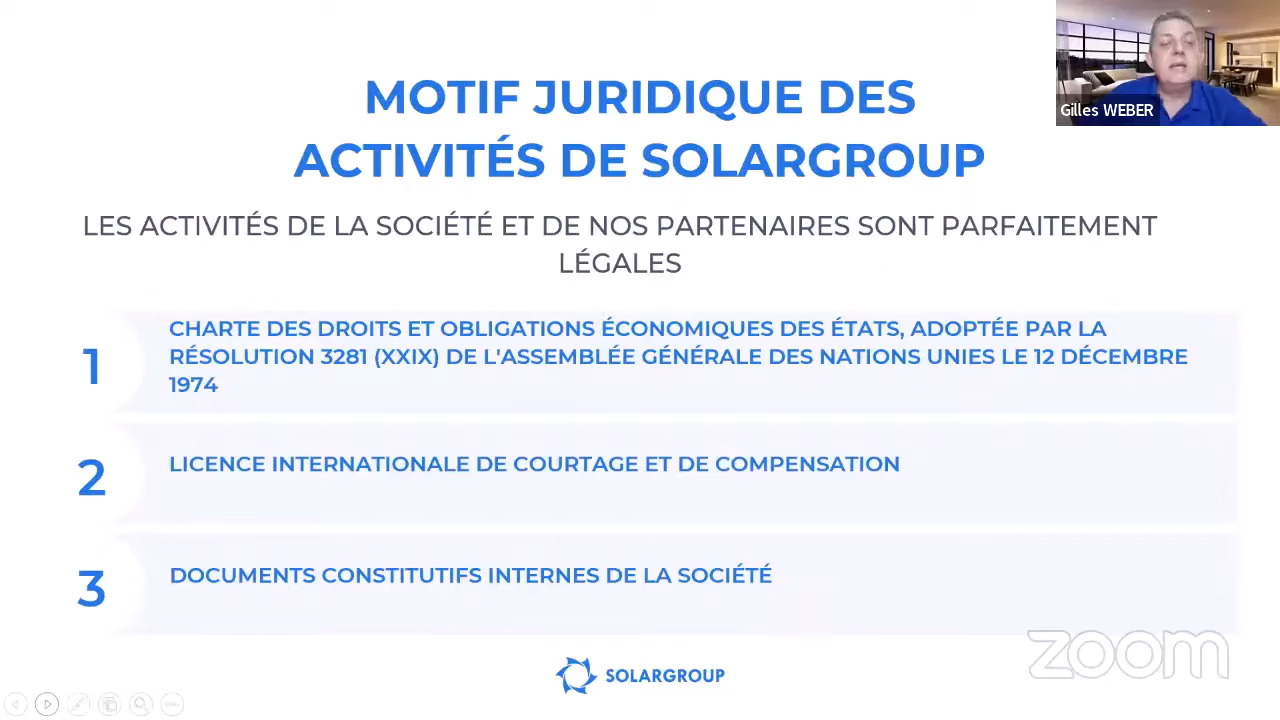 Gilles WEBER
MOTIF JURIDIQUE DES
ACTIVITÉS DE SOLARGROUP
LES ACTIVITÉS DE LA SOCIÉTÉ ET DE NOS PARTENAIRES SONT PARFAITEMENT
LÉGALES
1
CHARTE DES DROITS ET OBLIGATIONS ÉCONOMIQUES DES ÉTATS, ADOPTÉE PAR LA
RÉSOLUTION 3281 (XXIX) DE L'ASSEMBLÉE GÉNÉRALE DES NATIONS UNIES LE 12 DÉCEMBRE
1974
2
LICENCE INTERNATIONALE DE COURTAGE ET DE COMPENSATION
3
DOCUMENTS CONSTITUTIFS INTERNES DE LA SOCIÉTÉ
zoom
SOLARGROUP